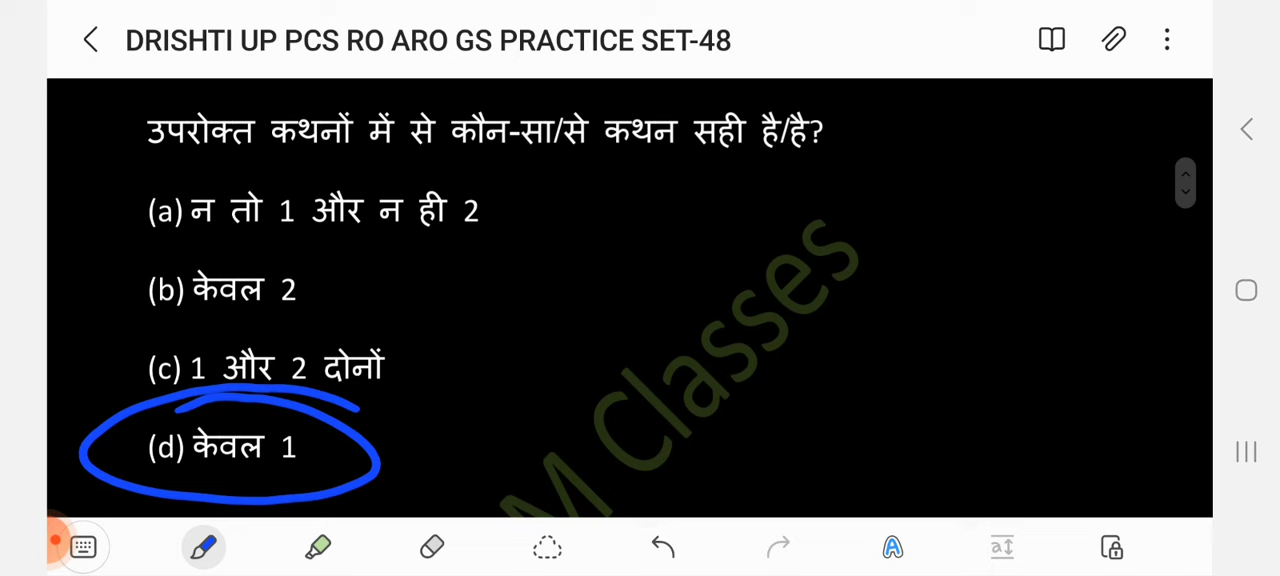 DRISHTI UP PCS RO ARO GS PRACTICE SET-48
उपरोक्त कथनों में से कौन-सा/से कथन सही है/है?
(a) न तो 1 और न ही 2
(b) केवल 2
(c) 1 और 2 दोनों
(d) केवल 1
M Classes